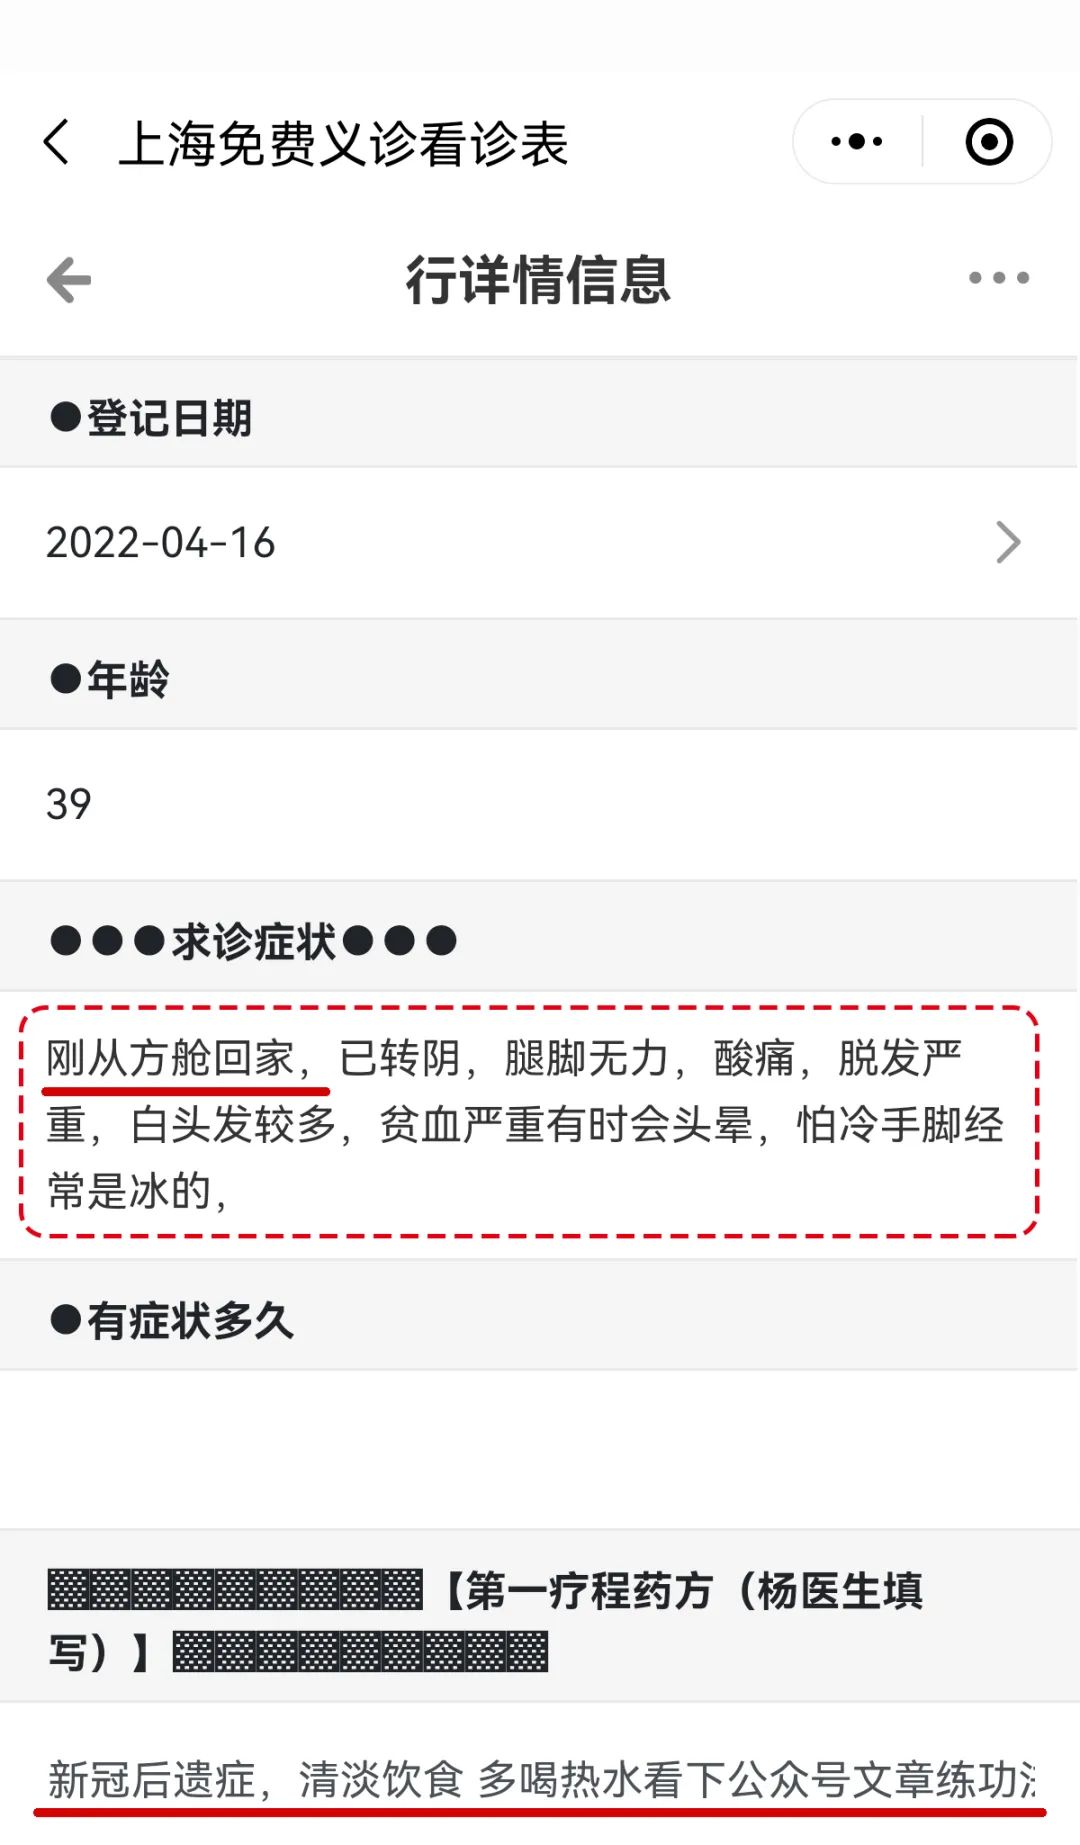 上海免费义诊看诊表
行详情信息
●登记日期
2022-04-16
●年龄
39
●●●求诊症状●●●
刚从方舱回家，已转阴，腿脚无力，酸痛，脱发严
重，白头发较多，贫血严重有时会头晕，怕冷手脚经
常是冰的，
●有症状多久
▓▓▓▓▓▓▓▓▓【第一疗程药方（杨医生填
写）】▓▓▓▓▓▓▓▓▓
新冠后遗症，清淡饮食 多喝热水看下公众号文章练功